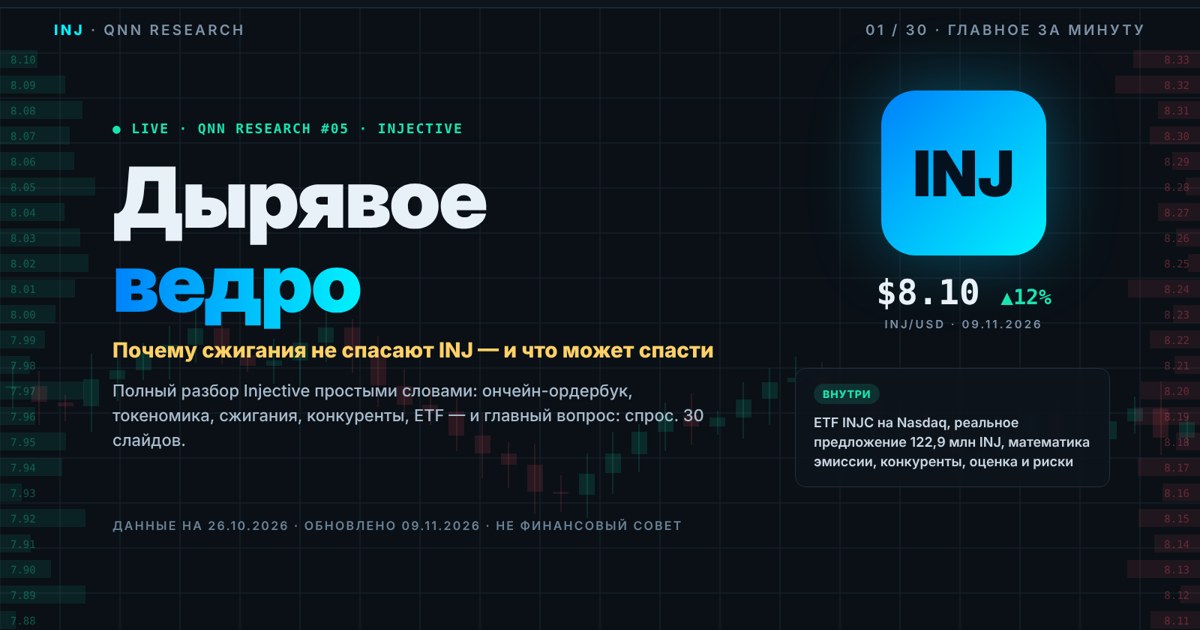 INJ · QNN RESEARCH
01 / 30 · ГЛАВНОЕ ЗА МИНУТУ
● LIVE · QNN RESEARCH #05 · INJECTIVE
Дырявое
ведро
Почему сжигания не спасают INJ — и что может спасти
Полный разбор Injective простыми словами: ончейн-ордербук,
токеномика, сжигания, конкуренты, ETF — и главный вопрос: спрос. 30
слайдов.
ДАННЫЕ НА 26.10.2026 · ОБНОВЛЕНО 09.11.2026 · НЕ ФИНАНСОВЫЙ СОВЕТ
INJ
$8.10 ▲12%
INJ/USD · 09.11.2026
ВНУТРИ
ETF INJC на Nasdaq, реальное
предложение 122,9 млн INJ, математика
эмиссии, конкуренты, оценка и риски
8.10
8.09
8.08
8.07
8.06
8.05
8.04
8.03
8.02
8.01
8.00
7.99
7.98
7.97
7.96
7.95
7.94
7.93
7.92
7.91
7.90
7.89
7.88
8.33
8.32
8.31
8.30
8.29
8.28
8.27
8.26
8.25
8.24
8.23
8.22
8.21
8.20
8.19
8.18
8.17
8.16
8.15
8.14
8.13
8.12
8.11